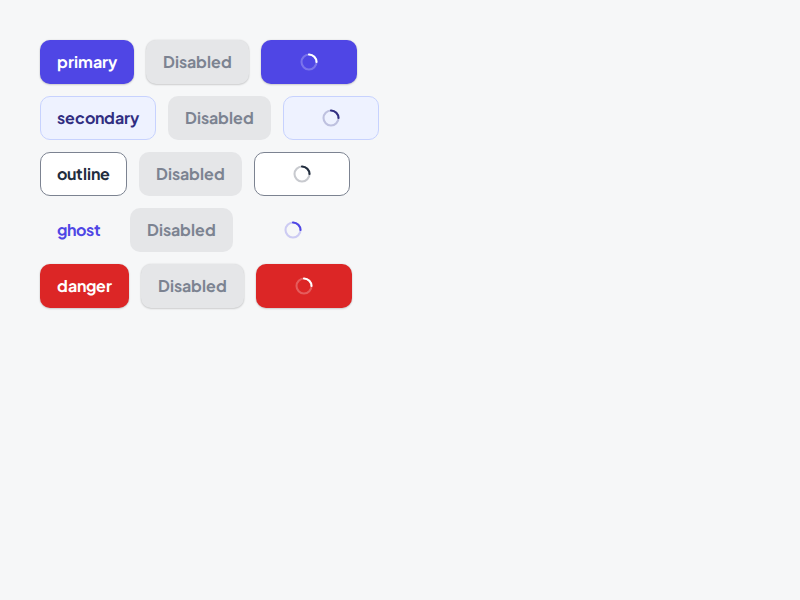 primary Disabled
secondary Disabled
outline Disabled
ghost Disabled
danger Disabled